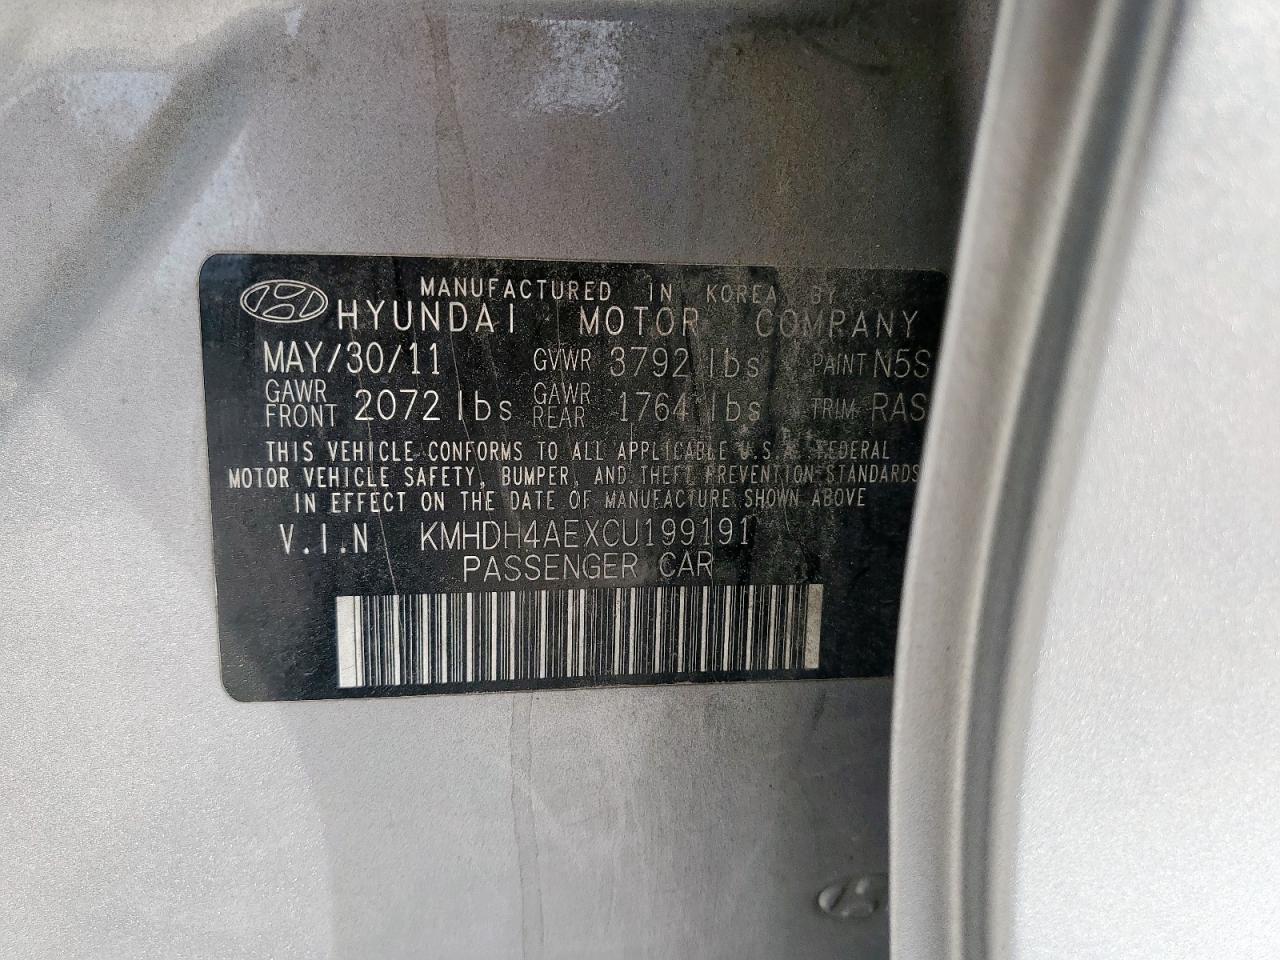 MANUFACTURED IN KOREA BY
HYUNDAI MOTOR COMPANY
MAY/30/11 GVWR 3792 lbs PAINT N5S
GAWR FRONT 2072 lbs GAWR REAR 1764 lbs TRIM RAS
THIS VEHICLE CONFORMS TO ALL APPLICABLE U.S.A. FEDERAL
MOTOR VEHICLE SAFETY, BUMPER, AND THEFT PREVENTION STANDARDS
IN EFFECT ON THE DATE OF MANUFACTURE SHOWN ABOVE
V.I.N KMHDH4AEXCU199191
PASSENGER CAR